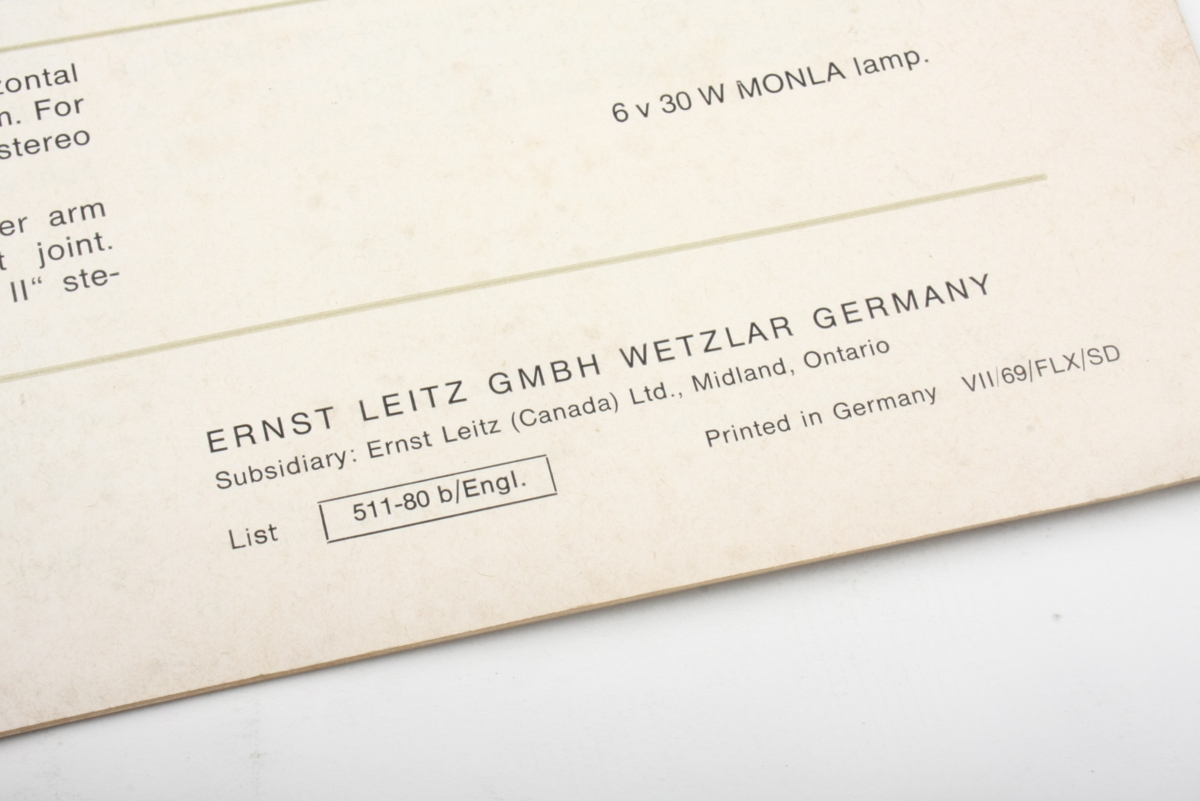 zontal
n. For
stereo
er arm
t joint.
II“ ste-
6 v 30 W MONLA lamp.
ERNST LEITZ GMBH WETZLAR GERMANY
Subsidiary: Ernst Leitz (Canada) Ltd., Midland, Ontario
Printed in Germany VII/69/FLX/SD
List 511-80 b/Engl.